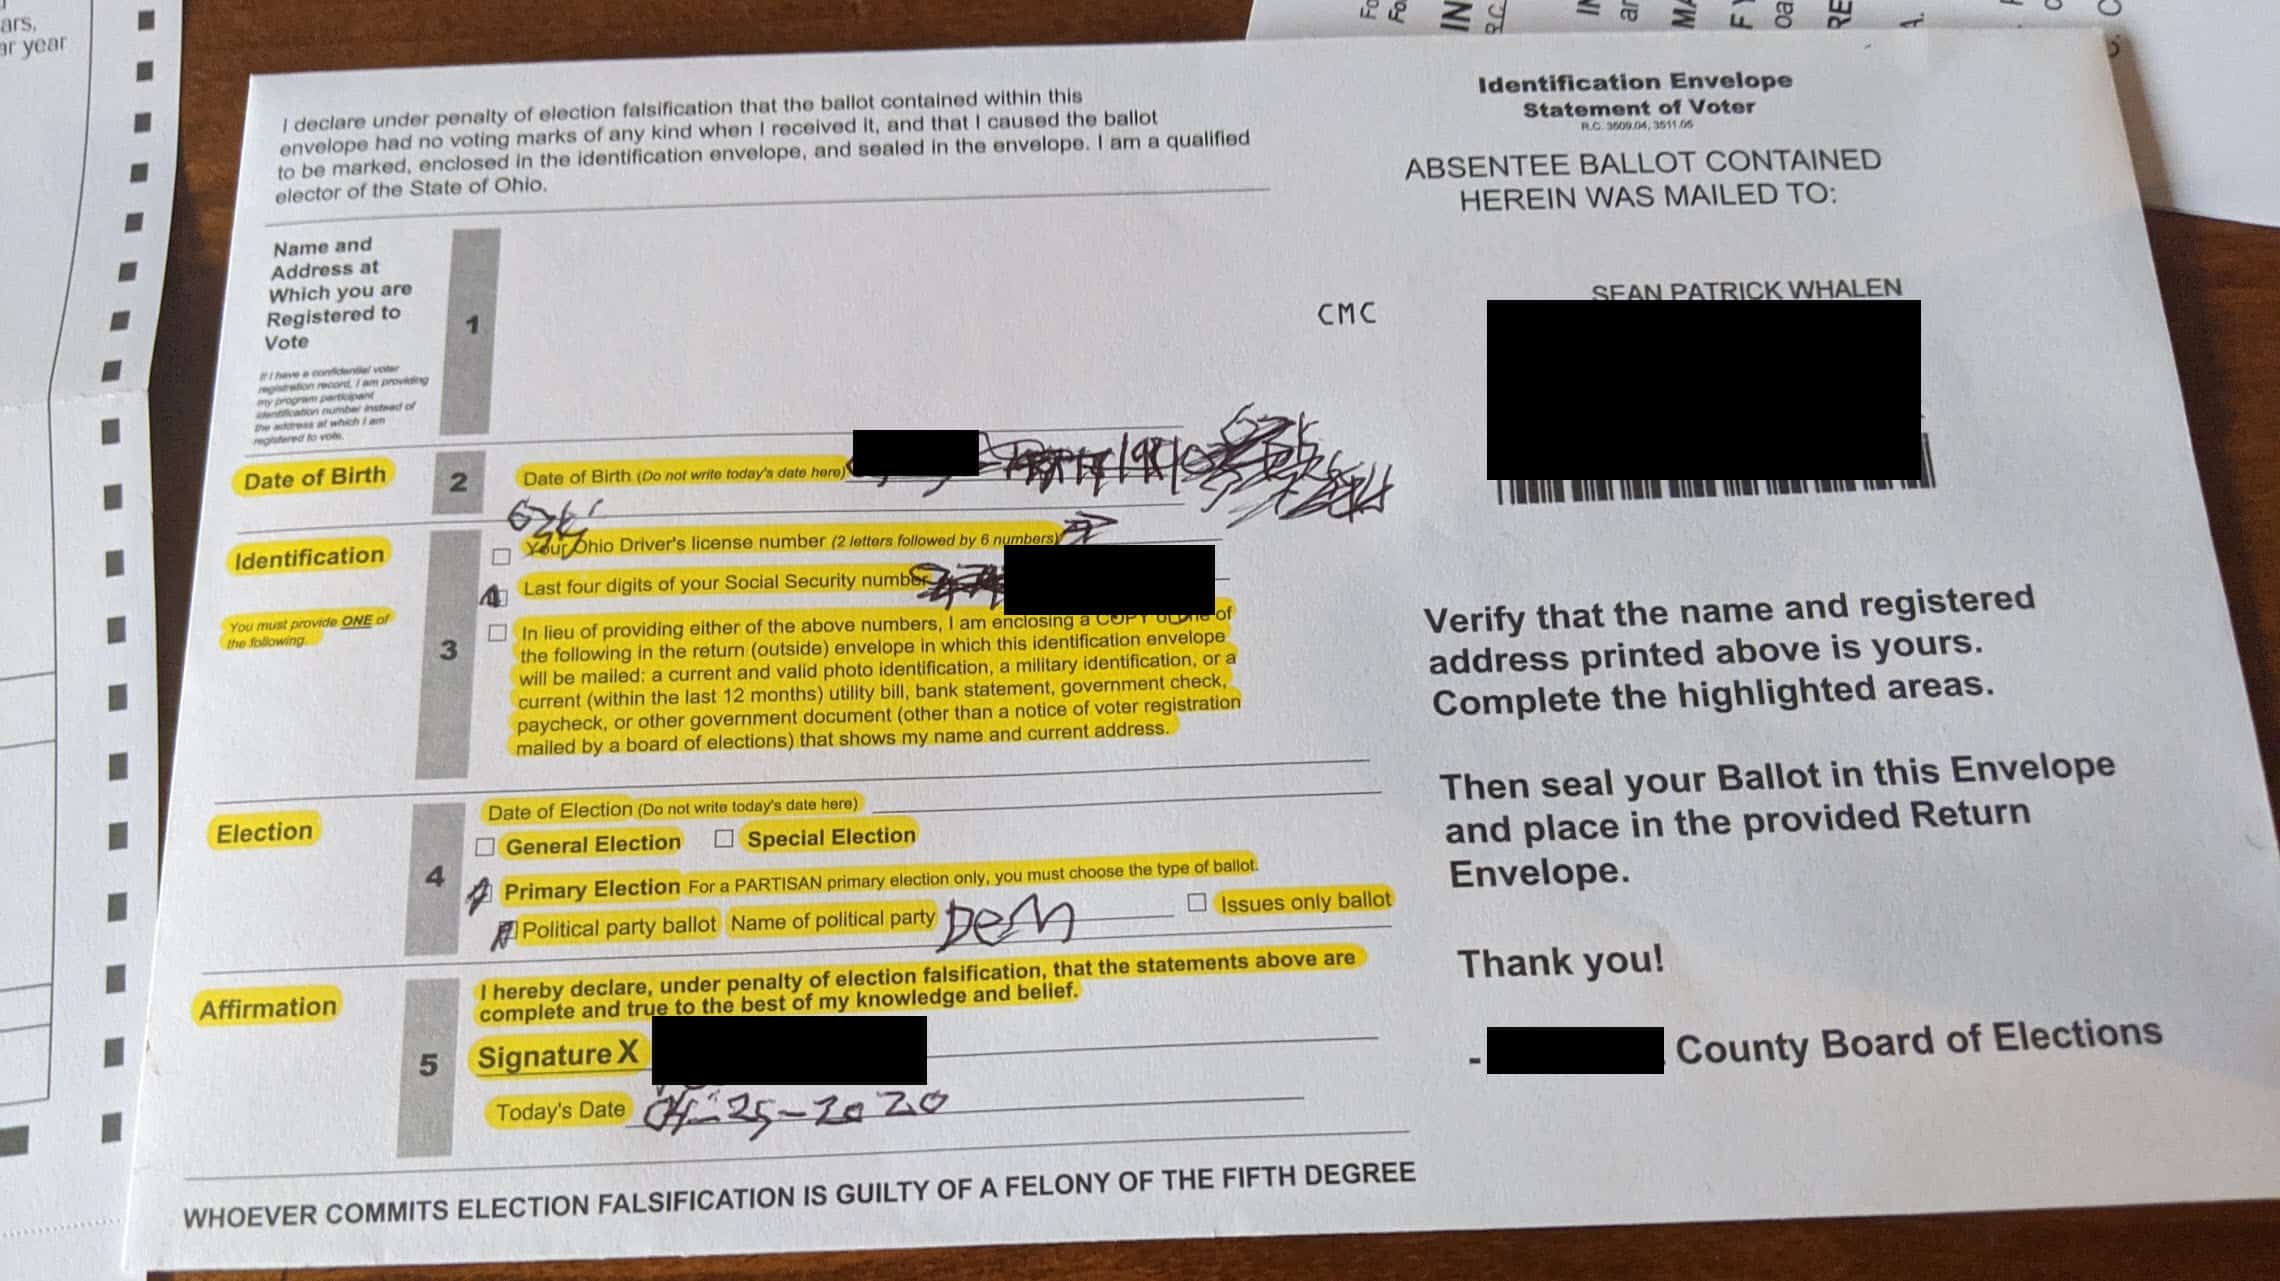 ars,
ar year
I declare under penalty of election falsification that the ballot contained within this
envelope had no voting marks of any kind when I received it, and that I caused the ballot
to be marked, enclosed in the identification envelope, and sealed in the envelope. I am a qualified
elector of the State of Ohio.
Name and
Address at
Which you are
Registered to
Vote
1
If I have a confidential voter
registration record, I am providing
my program participant
identification number instead of
the address at which I am
registered to vote.
Date of Birth
2
Date of Birth (Do not write today's date here)
Identification
You must provide ONE of
the following.
3
Your Ohio Driver's license number (2 letters followed by 6 numbers)
Last four digits of your Social Security number
In lieu of providing either of the above numbers, I am enclosing a COPY of one of
the following in the return (outside) envelope in which this identification envelope
will be mailed: a current and valid photo identification, a military identification, or a
current (within the last 12 months) utility bill, bank statement, government check,
paycheck, or other government document (other than a notice of voter registration
mailed by a board of elections) that shows my name and current address.
Election
4
Date of Election (Do not write today's date here)
General Election Special Election
Primary Election For a PARTISAN primary election only, you must choose the type of ballot.
Political party ballot Name of political party Dem Issues only ballot
Affirmation
5
I hereby declare, under penalty of election falsification, that the statements above are
complete and true to the best of my knowledge and belief.
Signature X
Today's Date 04-25-2020
WHOEVER COMMITS ELECTION FALSIFICATION IS GUILTY OF A FELONY OF THE FIFTH DEGREE
Identification Envelope
Statement of Voter
R.C. 3509.04, 3511.05
ABSENTEE BALLOT CONTAINED
HEREIN WAS MAILED TO:
CMC
SEAN PATRICK WHALEN
Verify that the name and registered
address printed above is yours.
Complete the highlighted areas.
Then seal your Ballot in this Envelope
and place in the provided Return
Envelope.
Thank you!
- County Board of Elections